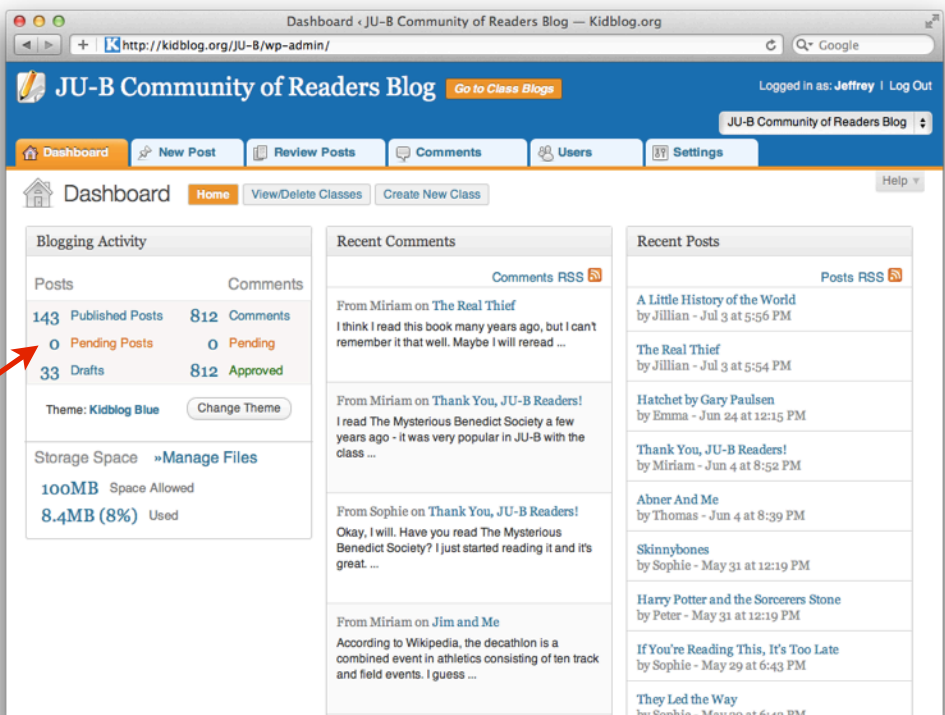 Dashboard ‹ JU-B Community of Readers Blog — Kidblog.org
http://kidblog.org/JU-B/wp-admin/
Google
JU-B Community of Readers Blog
Go to Class Blogs
Logged in as: Jeffrey | Log Out
JU-B Community of Readers Blog
Dashboard
New Post
Review Posts
Comments
Users
Settings
Dashboard
Home
View/Delete Classes
Create New Class
Help
Blogging Activity
Posts
Comments
143 Published Posts
812 Comments
0 Pending Posts
0 Pending
33 Drafts
812 Approved
Theme: Kidblog Blue
Change Theme
Storage Space »Manage Files
100MB Space Allowed
8.4MB (8%) Used
Recent Comments
Comments RSS
From Miriam on The Real Thief
I think I read this book many years ago, but I can't
remember it that well. Maybe I will reread ...
From Miriam on Thank You, JU-B Readers!
I read The Mysterious Benedict Society a few
years ago - it was very popular in JU-B with the
class ...
From Sophie on Thank You, JU-B Readers!
Okay, I will. Have you read The Mysterious
Benedict Society? I just started reading it and it's
great. ...
From Miriam on Jim and Me
According to Wikipedia, the decathlon is a
combined event in athletics consisting of ten track
and field events. I guess ...
Recent Posts
Posts RSS
A Little History of the World
by Jillian - Jul 3 at 5:56 PM
The Real Thief
by Jillian - Jul 3 at 5:54 PM
Hatchet by Gary Paulsen
by Emma - Jun 24 at 12:15 PM
Thank You, JU-B Readers!
by Miriam - Jun 4 at 8:52 PM
Abner And Me
by Thomas - Jun 4 at 8:39 PM
Skinnybones
by Sophie - May 31 at 12:19 PM
Harry Potter and the Sorcerers Stone
by Peter - May 31 at 12:19 PM
If You're Reading This, It's Too Late
by Sophie - May 29 at 6:43 PM
They Led the Way
by Sophie - May